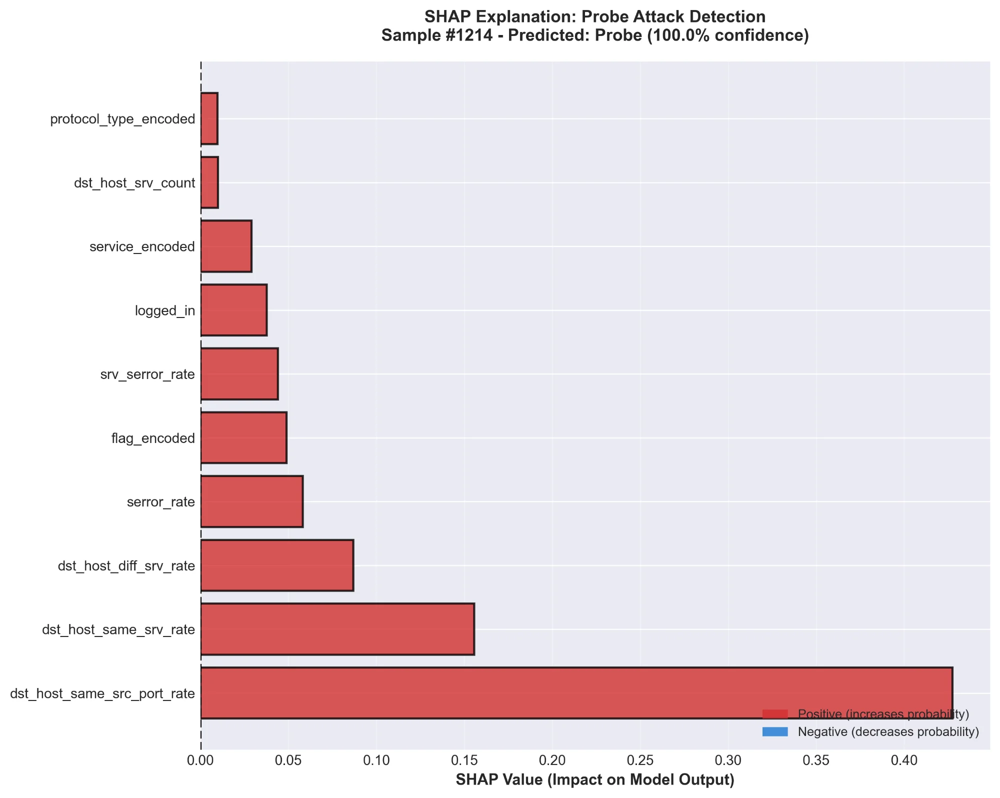 SHAP Explanation: Probe Attack Detection
Sample #1214 - Predicted: Probe (100.0% confidence)
protocol_type_encoded
dst_host_srv_count
service_encoded
logged_in
srv_serror_rate
flag_encoded
serror_rate
dst_host_diff_srv_rate
dst_host_same_srv_rate
dst_host_same_src_port_rate
Positive (increases probability)
Negative (decreases probability)
0.00 0.05 0.10 0.15 0.20 0.25 0.30 0.35 0.40
SHAP Value (Impact on Model Output)